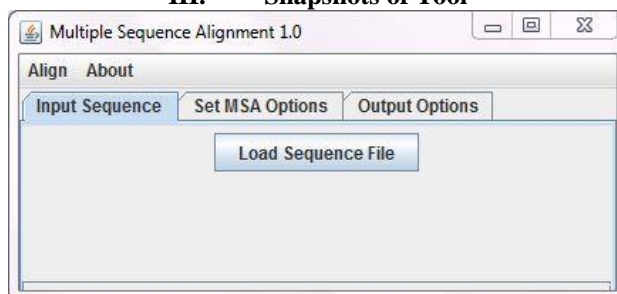 III. Snapshots of Tool
Multiple Sequence Alignment 1.0
Align About
Input Sequence Set MSA Options Output Options
Load Sequence File